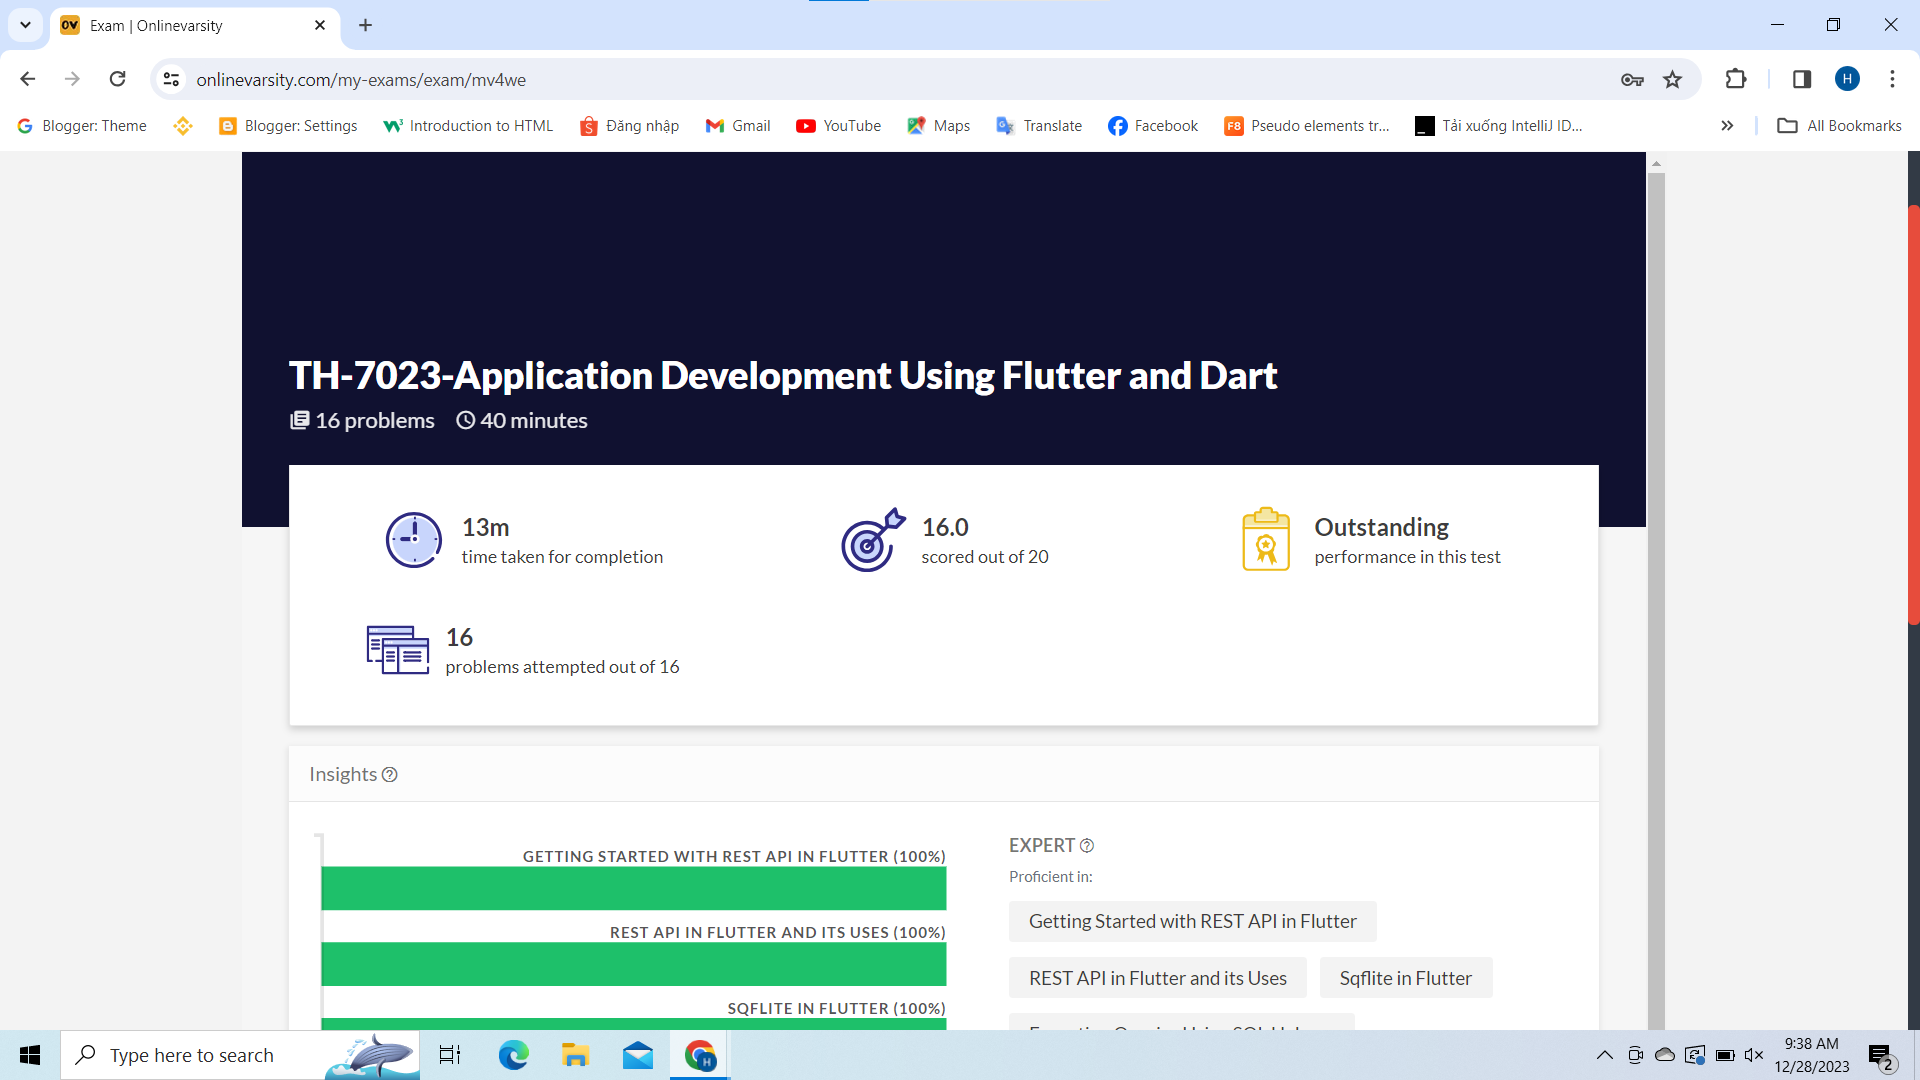 Exam | Onlinevarsity
onlinevarsity.com/my-exams/exam/mv4we
H
Blogger: Theme
Blogger: Settings
Introduction to HTML
Đăng nhập
Gmail
YouTube
Maps
Translate
Facebook
F8 Pseudo elements tr...
Tải xuống IntelliJ ID...
All Bookmarks
TH-7023-Application Development Using Flutter and Dart
16 problems 40 minutes
13m
time taken for completion
16.0
scored out of 20
Outstanding
performance in this test
16
problems attempted out of 16
Insights
GETTING STARTED WITH REST API IN FLUTTER (100%)
REST API IN FLUTTER AND ITS USES (100%)
SQFLITE IN FLUTTER (100%)
EXPERT
Proficient in:
Getting Started with REST API in Flutter
REST API in Flutter and its Uses
Sqflite in Flutter
Type here to search
9:38 AM
12/28/2023
2